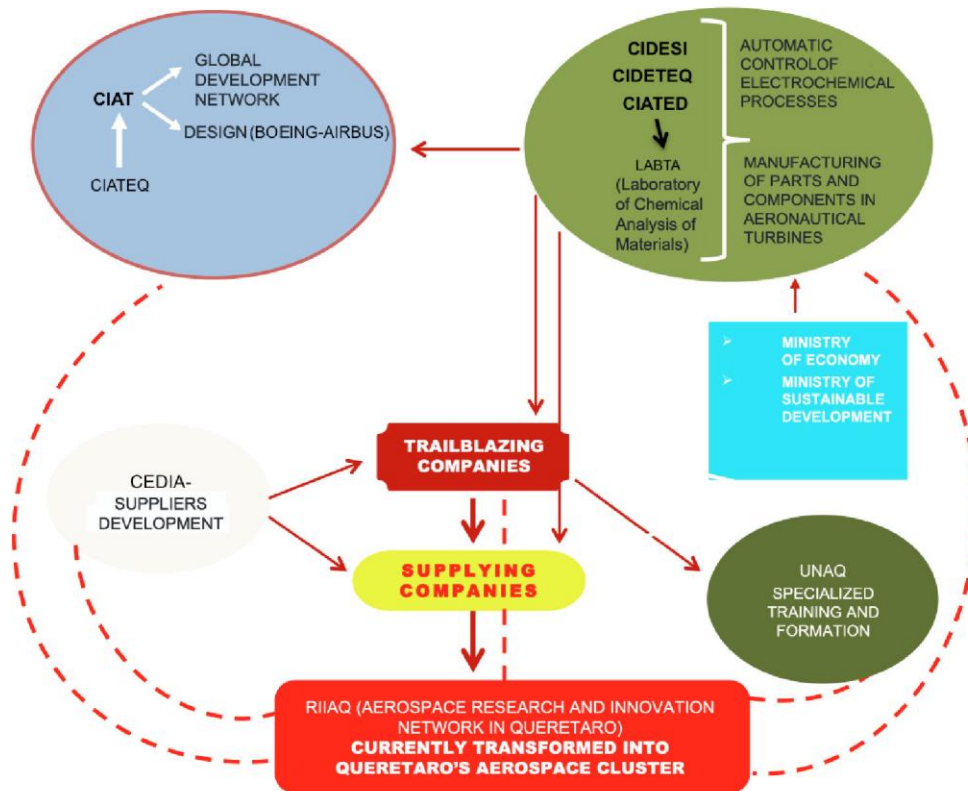 GLOBAL
DEVELOPMENT
NETWORK
CIAT
DESIGN (BOEING-AIRBUS)
CIATEQ
CIDESI
CIDETEQ
CIATED
LABTA
(Laboratory
of Chemical
Analysis of
Materials)
AUTOMATIC
CONTROLOF
ELECTROCHEMICAL
PROCESSES
MANUFACTURING
OF PARTS AND
COMPONENTS IN
AERONAUTICAL
TURBINES
MINISTRY
OF ECONOMY
MINISTRY OF
SUSTAINABLE
DEVELOPMENT
TRAILBLAZING
COMPANIES
CEDIA-
SUPPLIERS
DEVELOPMENT
SUPPLYING
COMPANIES
UNAQ
SPECIALIZED
TRAINING AND
FORMATION
RIIAQ (AEROSPACE RESEARCH AND INNOVATION
NETWORK IN QUERETARO)
CURRENTLY TRANSFORMED INTO
QUERETARO'S AEROSPACE CLUSTER